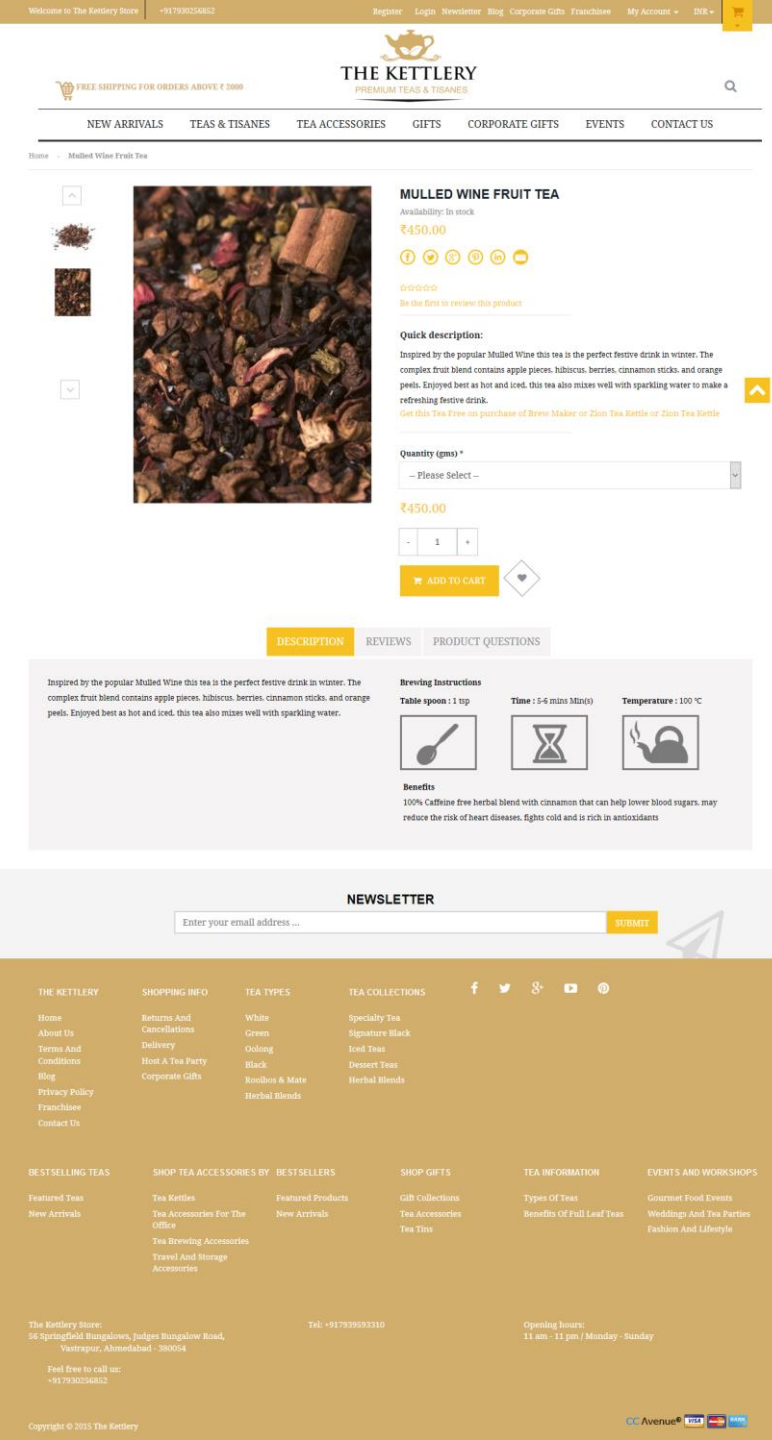 Welcome to The Kettlery Store
+917930256852
Register Login Newsletter Blog Corporate Gifts Franchisee My Account INR
THE KETTLERY
PREMIUM TEAS & TISANES
FREE SHIPPING FOR ORDERS ABOVE ₹ 2000
NEW ARRIVALS TEAS & TISANES TEA ACCESSORIES GIFTS CORPORATE GIFTS EVENTS CONTACT US
Home - Mulled Wine Fruit Tea
MULLED WINE FRUIT TEA
Availability: In stock
₹450.00
Be the first to review this product
Quick description:
Inspired by the popular Mulled Wine this tea is the perfect festive drink in winter. The
complex fruit blend contains apple pieces, hibiscus, berries, cinnamon sticks, and orange
peels. Enjoyed best as hot and iced, this tea also mixes well with sparkling water to make a
refreshing festive drink.
Get this Tea Free on purchase of Brew Maker or Zion Tea Kettle or Zion Tea Kettle
Quantity (gms) *
-- Please Select --
₹450.00
- 1 +
ADD TO CART
DESCRIPTION REVIEWS PRODUCT QUESTIONS
Inspired by the popular Mulled Wine this tea is the perfect festive drink in winter. The
complex fruit blend contains apple pieces, hibiscus, berries, cinnamon sticks, and orange
peels. Enjoyed best as hot and iced, this tea also mixes well with sparkling water.
Brewing Instructions
Table spoon : 1 tsp Time : 5-6 mins Min(s) Temperature : 100 °C
Benefits
100% Caffeine free herbal blend with cinnamon that can help lower blood sugars, may
reduce the risk of heart diseases, fights cold and is rich in antioxidants
NEWSLETTER
Enter your email address ...
SUBMIT
THE KETTLERY
Home
About Us
Terms And
Conditions
Blog
Privacy Policy
Franchisee
Contact Us
SHOPPING INFO
Returns And
Cancellations
Delivery
Host A Tea Party
Corporate Gifts
TEA TYPES
White
Green
Oolong
Black
Rooibos & Mate
Herbal Blends
TEA COLLECTIONS
Specialty Tea
Signature Black
Iced Teas
Dessert Teas
Herbal Blends
BESTSELLING TEAS
Featured Teas
New Arrivals
SHOP TEA ACCESSORIES BY
Tea Kettles
Tea Accessories For The
Office
Tea Brewing Accessories
Travel And Storage
Accessories
BESTSELLERS
Featured Products
New Arrivals
SHOP GIFTS
Gift Collections
Tea Accessories
Tea Tins
TEA INFORMATION
Types Of Teas
Benefits Of Full Leaf Teas
EVENTS AND WORKSHOPS
Gourmet Food Events
Weddings And Tea Parties
Fashion And Lifestyle
The Kettlery Store:
56 Springfield Bungalows, Judges Bungalow Road,
Vastrapur, Ahmedabad - 380054
Feel free to call us:
+917930256852
Tel: +917939593310
Opening hours:
11 am - 11 pm / Monday - Sunday
Copyright © 2015 The Kettlery
CC Avenue® VISA